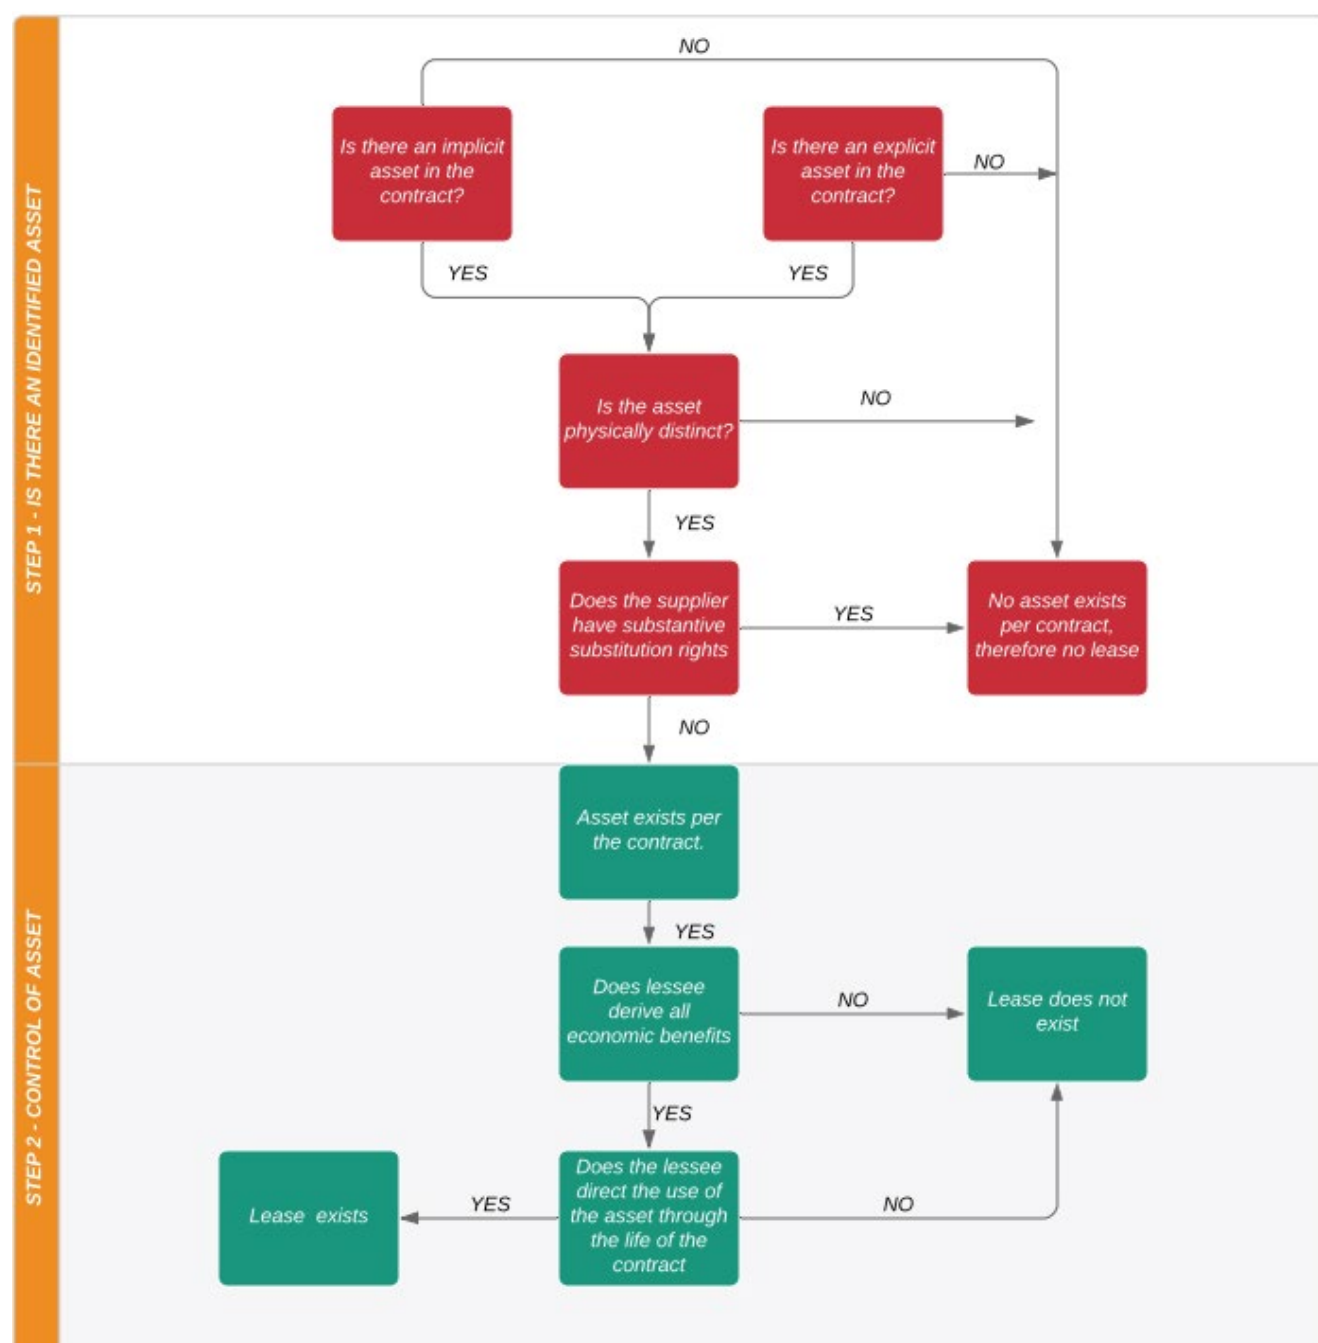 STEP 1 - IS THERE AN IDENTIFIED ASSET
NO
Is there an implicit
asset in the
contract?
Is there an explicit
asset in the
contract?
NO
YES
YES
Is the asset
physically distinct?
NO
YES
Does the supplier
have substantive
substitution rights
YES
No asset exists
per contract,
therefore no lease
NO
STEP 2 - CONTROL OF ASSET
Asset exists per
the contract.
YES
Does lessee
derive all
economic benefits
NO
Lease does not
exist
YES
Does the lessee
direct the use of
the asset through
the life of the
contract
YES
Lease exists
NO